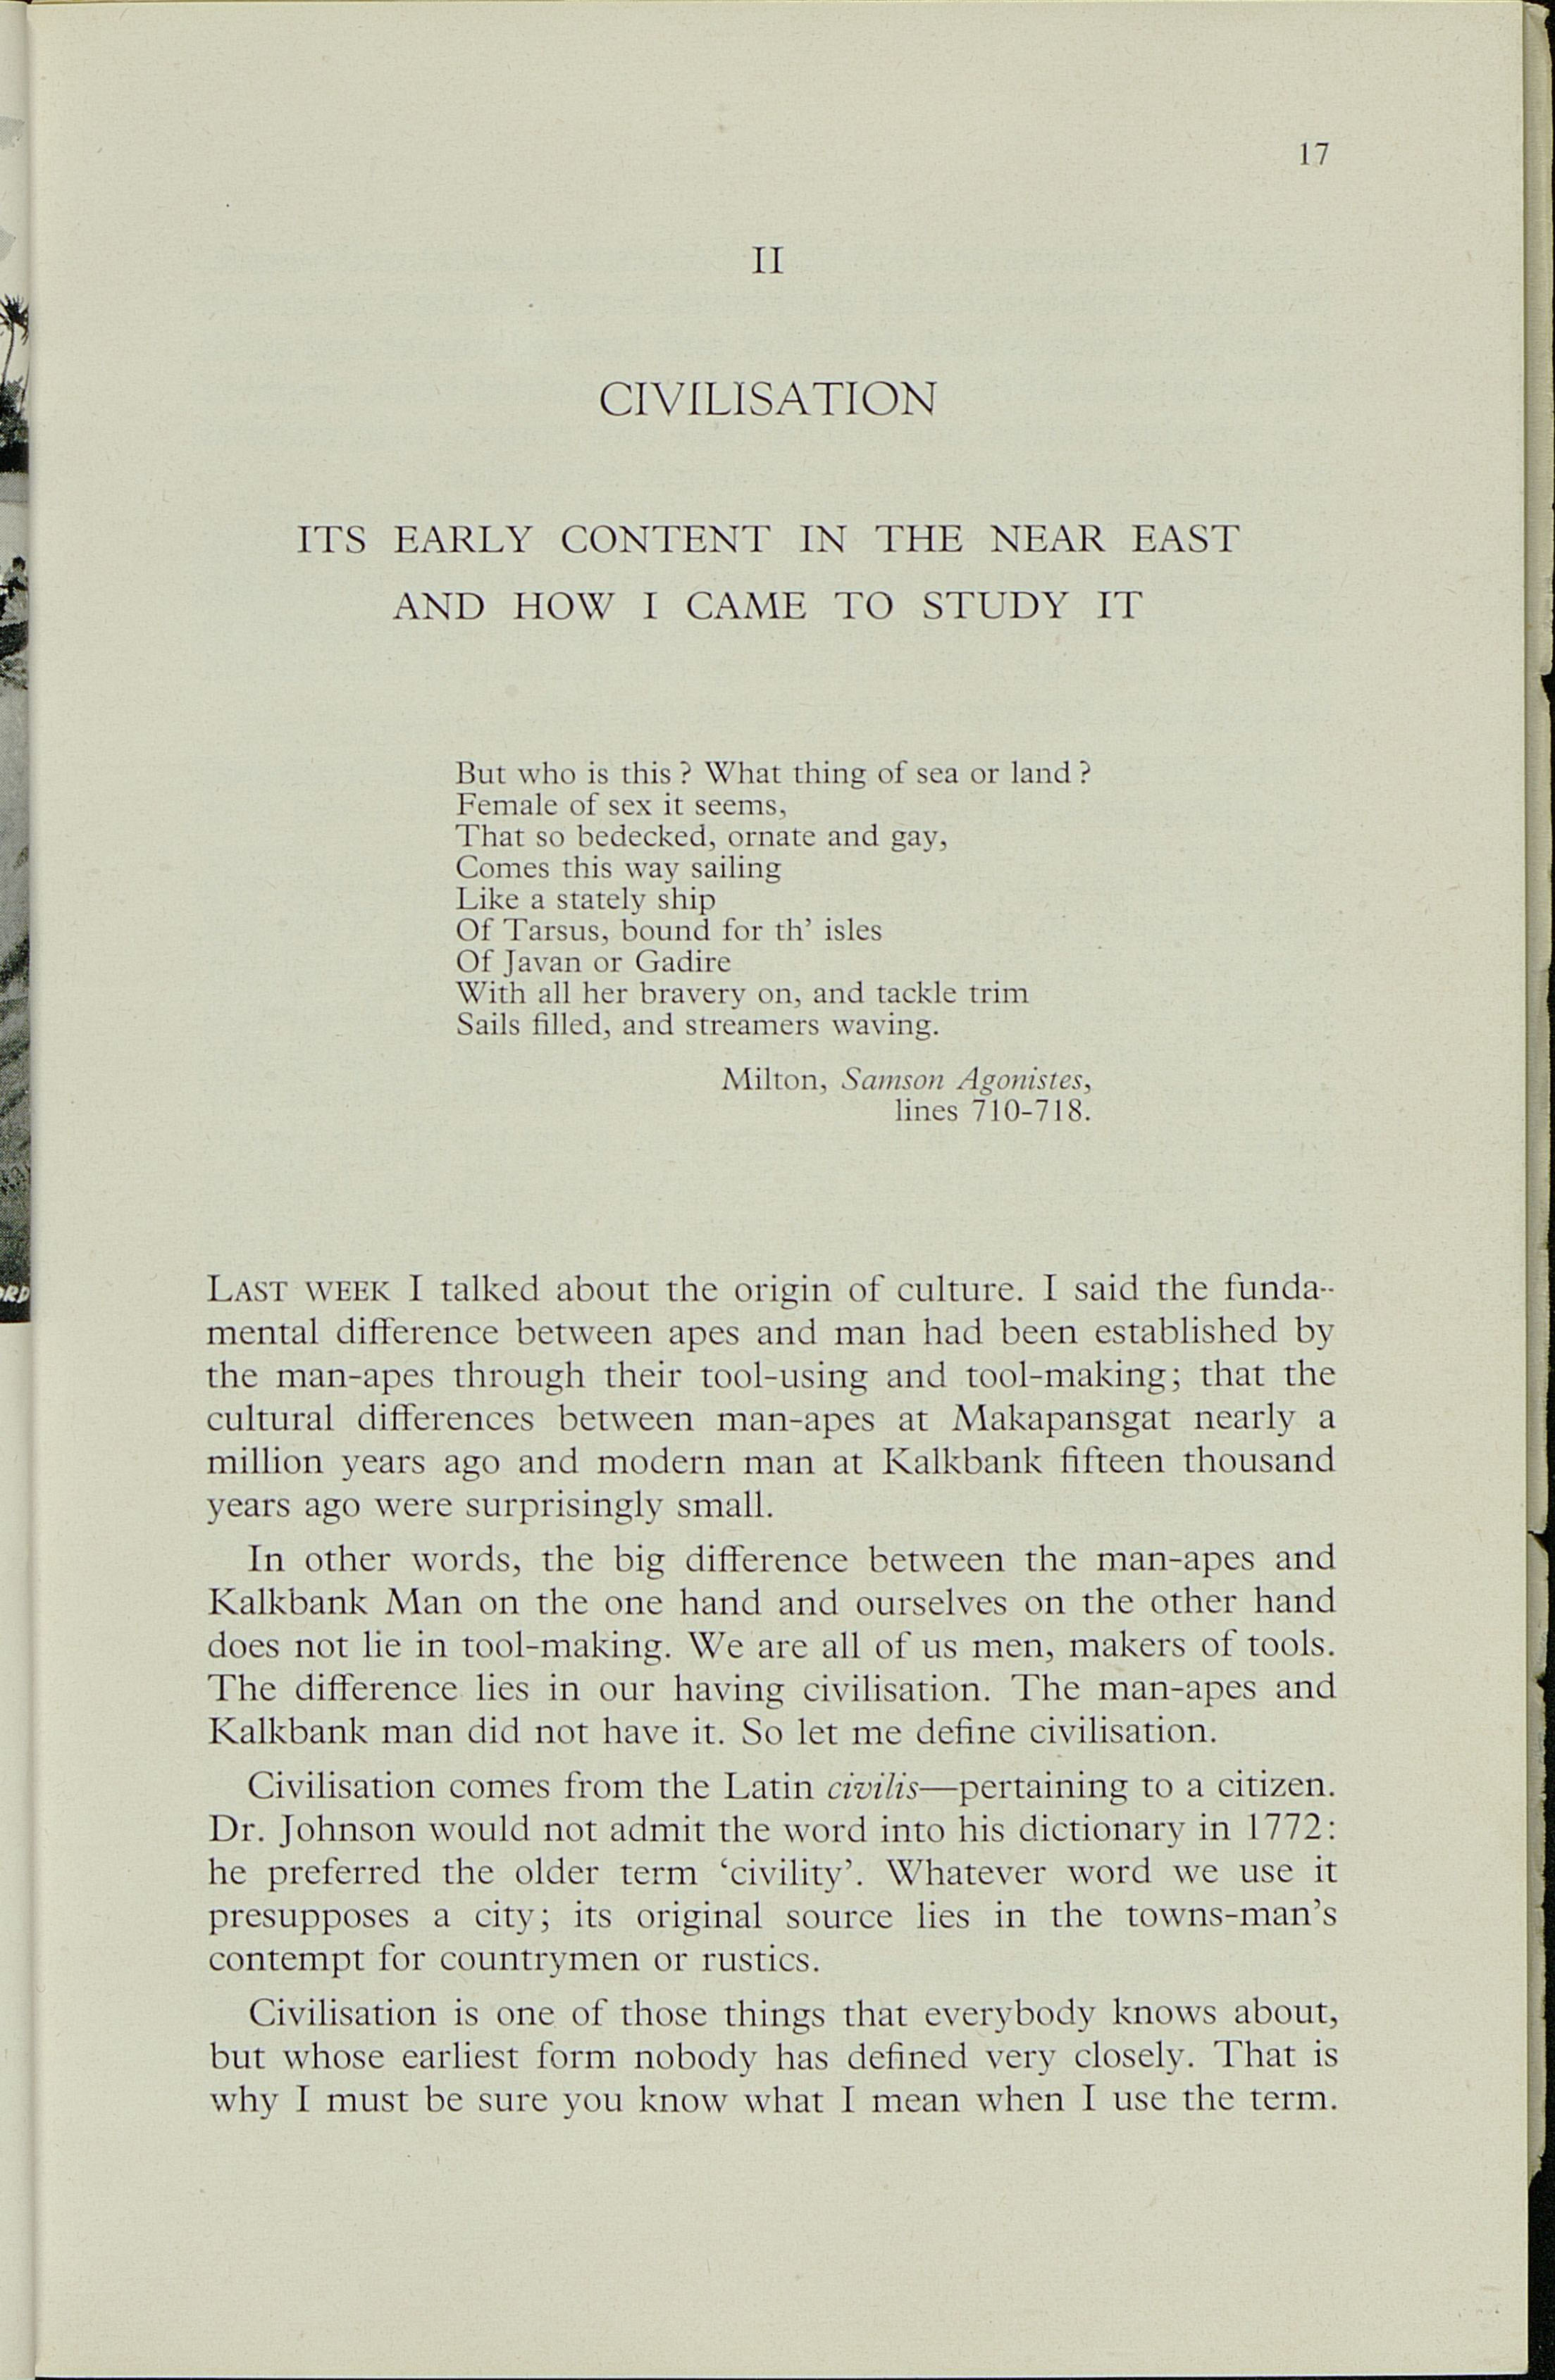 17
II
CIVILISATION
ITS EARLY CONTENT IN THE NEAR EAST
AND HOW I CAME TO STUDY IT
But who is this? What thing of sea or land?
Female of sex it seems,
That so bedecked, ornate and gay,
Comes this way sailing
Like a stately ship
Of Tarsus, bound for th' isles
Of Javan or Gadire
With all her bravery on, and tackle trim
Sails filled, and streamers waving.
Milton, Samson Agonistes,
lines 710-718.
LAST WEEK I talked about the origin of culture. I said the funda-
mental difference between apes and man had been established by
the man-apes through their tool-using and tool-making; that the
cultural differences between man-apes at Makapansgat nearly a
million years ago and modern man at Kalkbank fifteen thousand
years ago were surprisingly small.
In other words, the big difference between the man-apes and
Kalkbank Man on the one hand and ourselves on the other hand
does not lie in tool-making. We are all of us men, makers of tools.
The difference lies in our having civilisation. The man-apes and
Kalkbank man did not have it. So let me define civilisation.
Civilisation comes from the Latin civilis—pertaining to a citizen.
Dr. Johnson would not admit the word into his dictionary in 1772:
he preferred the older term ‘civility’. Whatever word we use it
presupposes a city; its original source lies in the towns-man's
contempt for countrymen or rustics.
Civilisation is one of those things that everybody knows about,
but whose earliest form nobody has defined very closely. That is
why I must be sure you know what I mean when I use the term.